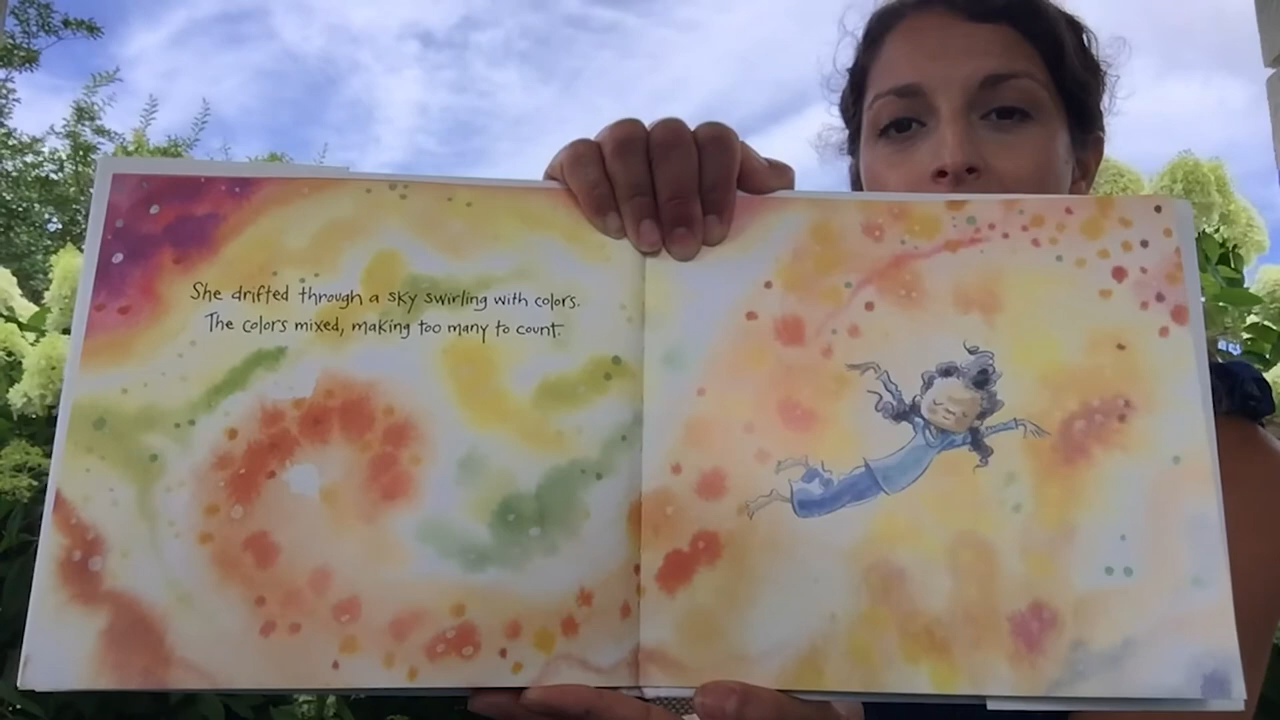 She drifted through a sky swirling with colors.
The colors mixed, making too many to count.